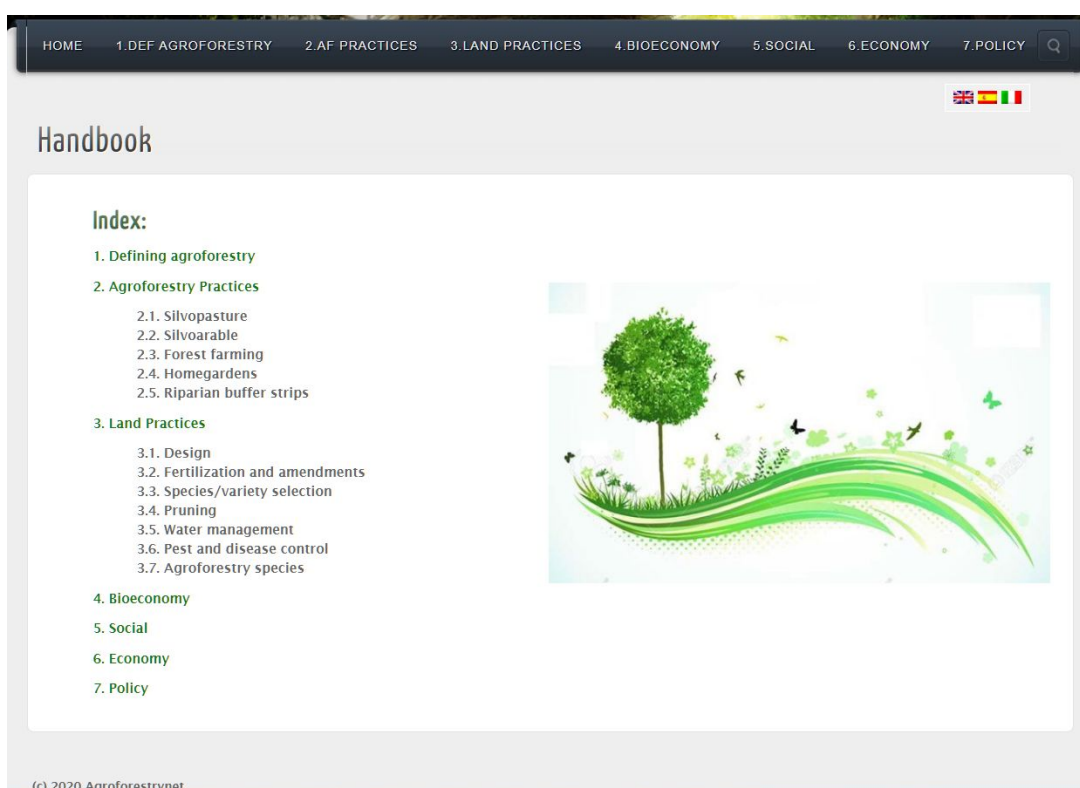 HOME 1.DEF AGROFORESTRY 2.AF PRACTICES 3.LAND PRACTICES 4.BIOECONOMY 5.SOCIAL 6.ECONOMY 7.POLICY
Handbook
Index:
1. Defining agroforestry
2. Agroforestry Practices
2.1. Silvopasture
2.2. Silvoarable
2.3. Forest farming
2.4. Homegardens
2.5. Riparian buffer strips
3. Land Practices
3.1. Design
3.2. Fertilization and amendments
3.3. Species/variety selection
3.4. Pruning
3.5. Water management
3.6. Pest and disease control
3.7. Agroforestry species
4. Bioeconomy
5. Social
6. Economy
7. Policy
(c) 2020 Agroforestrynet